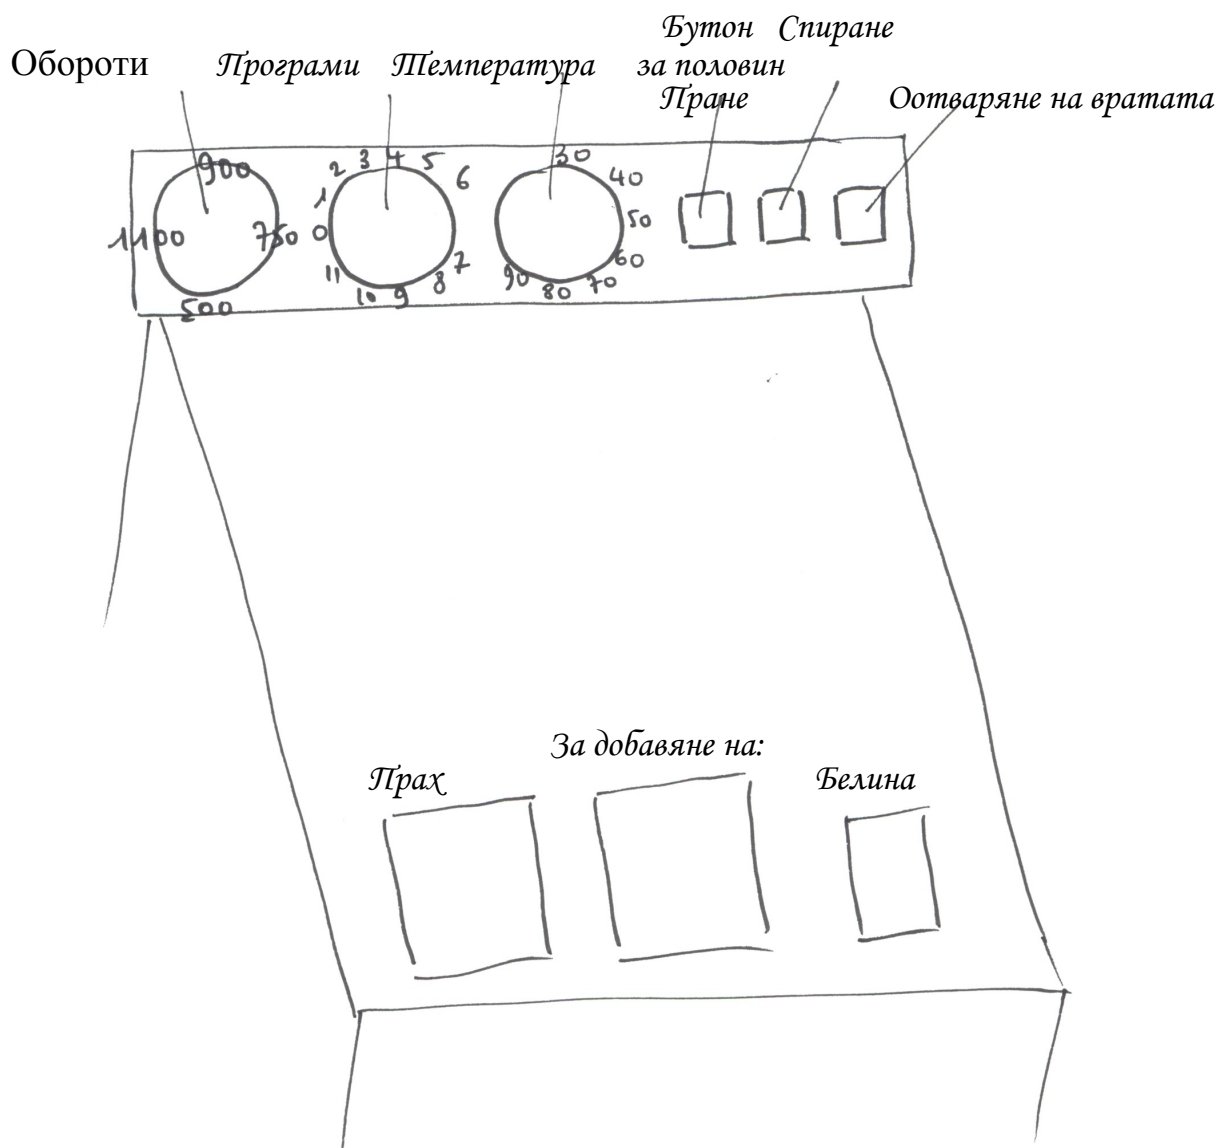 Бутон Спиране
Обороти Програми Температура за половин
Пране Оотваряне на вратата
900
1100 750
500
0 1 2 3 4 5 6 7 8 9 10 11
30 40 50 60 70 80 90
За добавяне на:
Прах Белина